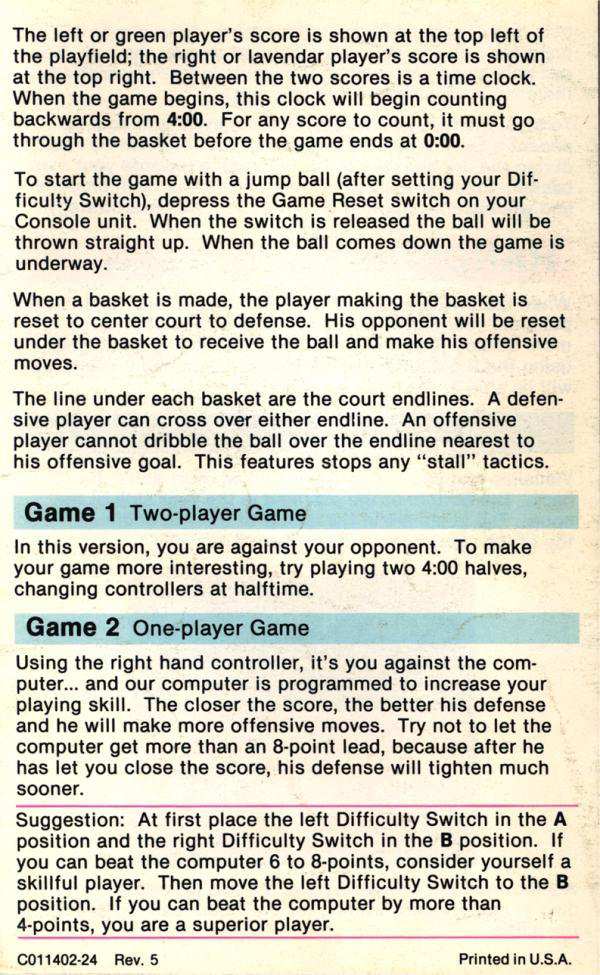 The left or green player's score is shown at the top left of
the playfield; the right or lavendar player's score is shown
at the top right. Between the two scores is a time clock.
When the game begins, this clock will begin counting
backwards from 4:00. For any score to count, it must go
through the basket before the game ends at 0:00.
To start the game with a jump ball (after setting your Dif-
ficulty Switch), depress the Game Reset switch on your
Console unit. When the switch is released the ball will be
thrown straight up. When the ball comes down the game is
underway.
When a basket is made, the player making the basket is
reset to center court to defense. His opponent will be reset
under the basket to receive the ball and make his offensive
moves.
The line under each basket are the court endlines. A defen-
sive player can cross over either endline. An offensive
player cannot dribble the ball over the endline nearest to
his offensive goal. This features stops any “stall” tactics.
Game 1 Two-player Game
In this version, you are against your opponent. To make
your game more interesting, try playing two 4:00 halves,
changing controllers at halftime.
Game 2 One-player Game
Using the right hand controller, it's you against the com-
puter... and our computer is programmed to increase your
playing skill. The closer the score, the better his defense
and he will make more offensive moves. Try not to let the
computer get more than an 8-point lead, because after he
has let you close the score, his defense will tighten much
sooner.
Suggestion: At first place the left Difficulty Switch in the A
position and the right Difficulty Switch in the B position. If
you can beat the computer 6 to 8-points, consider yourself a
skillful player. Then move the left Difficulty Switch to the B
position. If you can beat the computer by more than
4-points, you are a superior player.
C011402-24 Rev. 5 Printed in U.S.A.